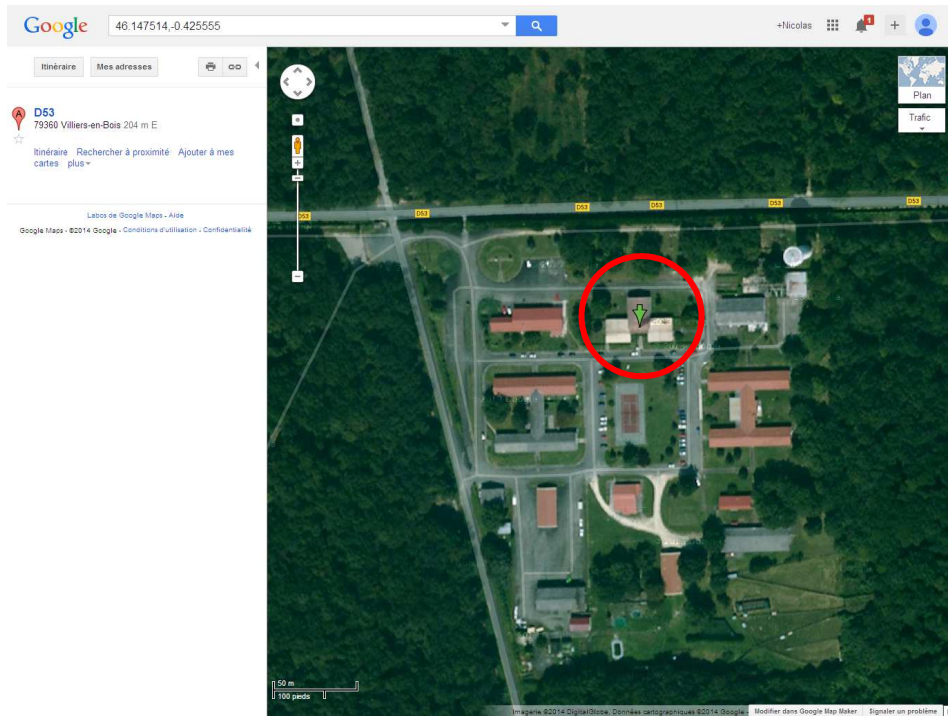 Google
46.147514,-0.425555
+Nicolas
1
+
Itinéraire Mes adresses
A
D53
79360 Villiers-en-Bois 204 m E
Itinéraire Rechercher à proximité Ajouter à mes
cartes plus
Labos de Google Maps - Aide
Google Maps - ©2014 Google - Conditions d'utilisation - Confidentialité
Plan
Trafic
D53 D53 D53 D53 D53 D53
50 m
100 pieds
Imagerie ©2014 DigitalGlobe, Données cartographiques ©2014 Google - Modifier dans Google Map Maker Signaler un problème